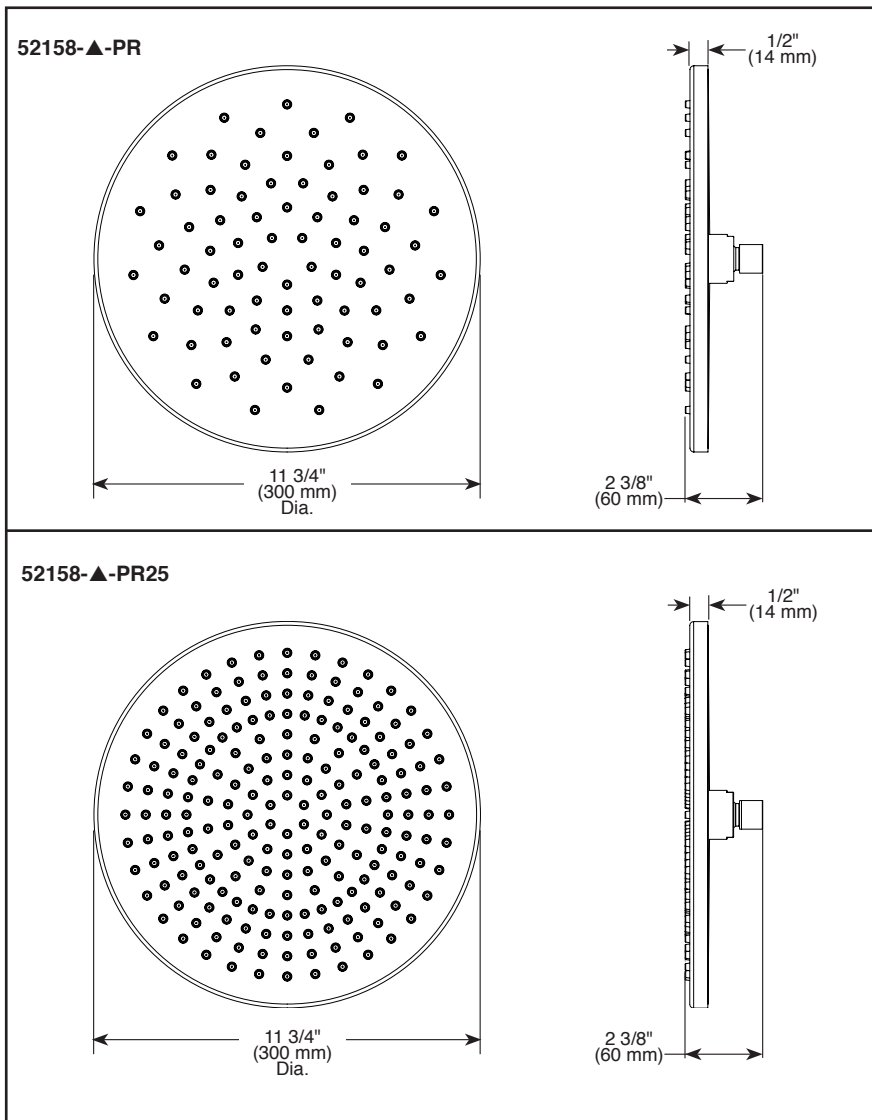 52158-▲-PR
1/2"
(14 mm)
11 3/4"
(300 mm)
Dia.
2 3/8"
(60 mm)
52158-▲-PR25
1/2"
(14 mm)
11 3/4"
(300 mm)
Dia.
2 3/8"
(60 mm)